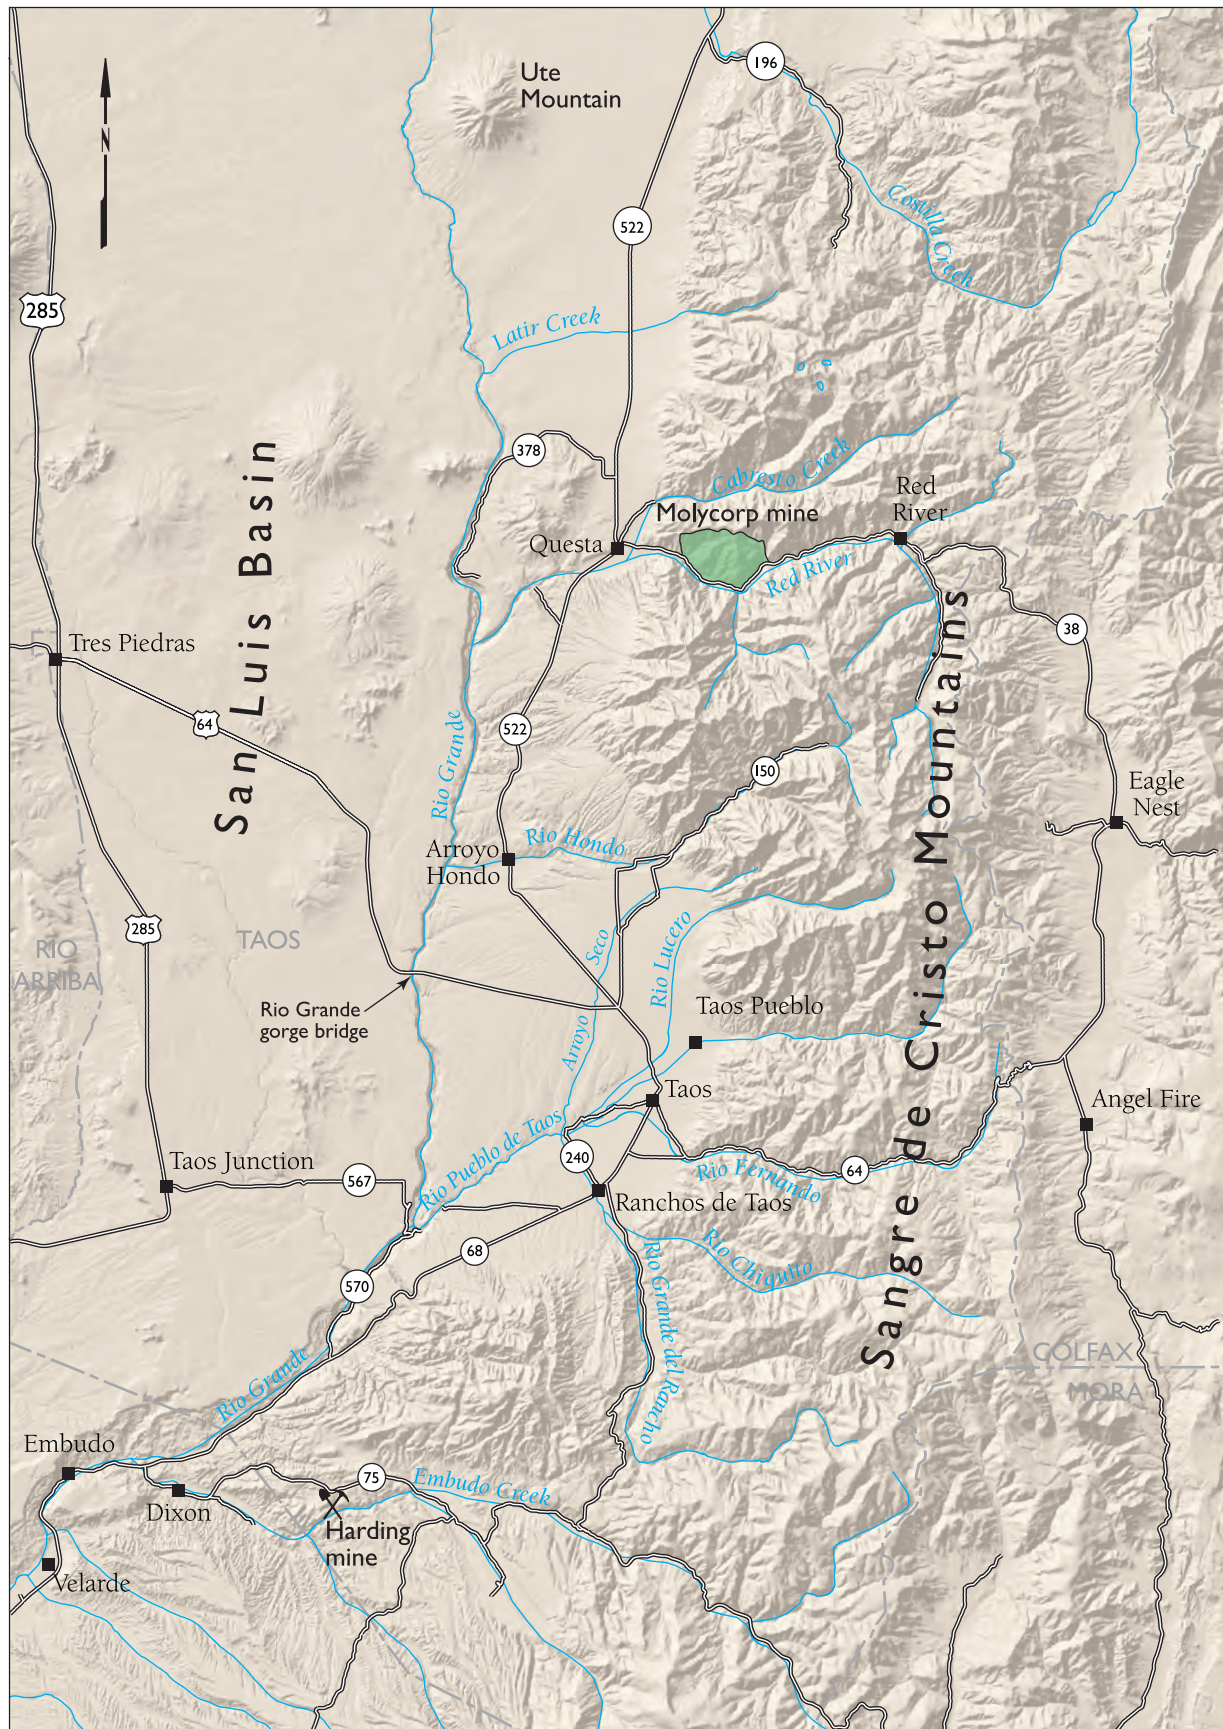 196
Ute
Mountain
N
522
Costilla Creek
285
Latir Creek
378
Cabresto Creek
Red
River
Molycorp mine
Questa
Red River
38
Tres Piedras
San Luis Basin
64
522
Rio Grande
150
Eagle
Nest
Sangre de Cristo Mountains
Arroyo
Hondo
Rio Hondo
285
TAOS
RIO
ARRIBA
Arroyo Seco
Rio Lucero
Rio Grande
gorge bridge
Taos Pueblo
Taos
Angel Fire
Rio Pueblo de Taos
240
Taos Junction
567
Rio Fernando
64
Ranchos de Taos
68
Rio Chiquito
570
Rio Grande del Rancho
COLFAX
MORA
Rio Grande
Embudo
75
Embudo Creek
Dixon
Harding
mine
Velarde